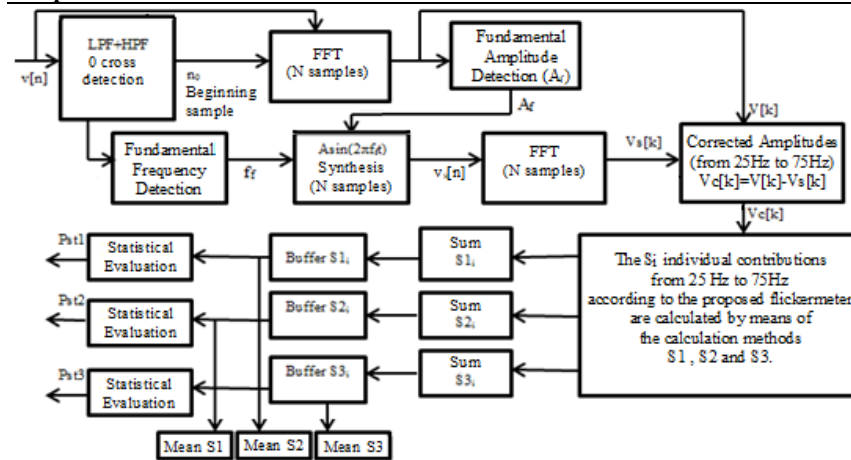 LPF+HPF
0 cross
detection
v[n]
n₀
Beginning
sample
FFT
(N samples)
Fundamental
Amplitude
Detection (Af)
Af
V[k]
Fundamental
Frequency
Detection
ff
Asin(2πfft)
Synthesis
(N samples)
vs[n]
FFT
(N samples)
Vs[k]
Corrected Amplitudes
(from 25Hz to 75Hz)
Vc[k]=V[k]-Vs[k]
Vc[k]
Pst1
Statistical
Evaluation
Buffer S1i
Sum
S1i
Pst2
Statistical
Evaluation
Buffer S2i
Sum
S2i
Pst3
Statistical
Evaluation
Buffer S3i
Sum
S3i
The Si individual contributions
from 25 Hz to 75Hz
according to the proposed flickermeter
are calculated by means of
the calculation methods
S1 , S2 and S3.
Mean S1
Mean S2
Mean S3